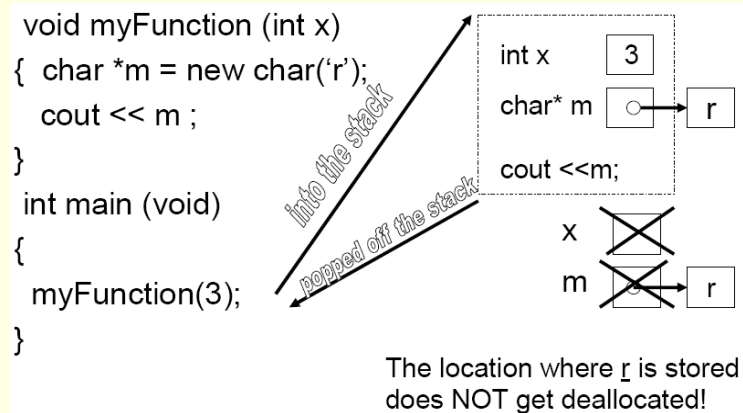 void myFunction (int x)
{ char *m = new char(‘r’);
cout << m ;
}
int main (void)
{
myFunction(3);
}
into the stack
popped off the stack
int x 3
char* m r
cout <<m;
x
m r
The location where r is stored
does NOT get deallocated!